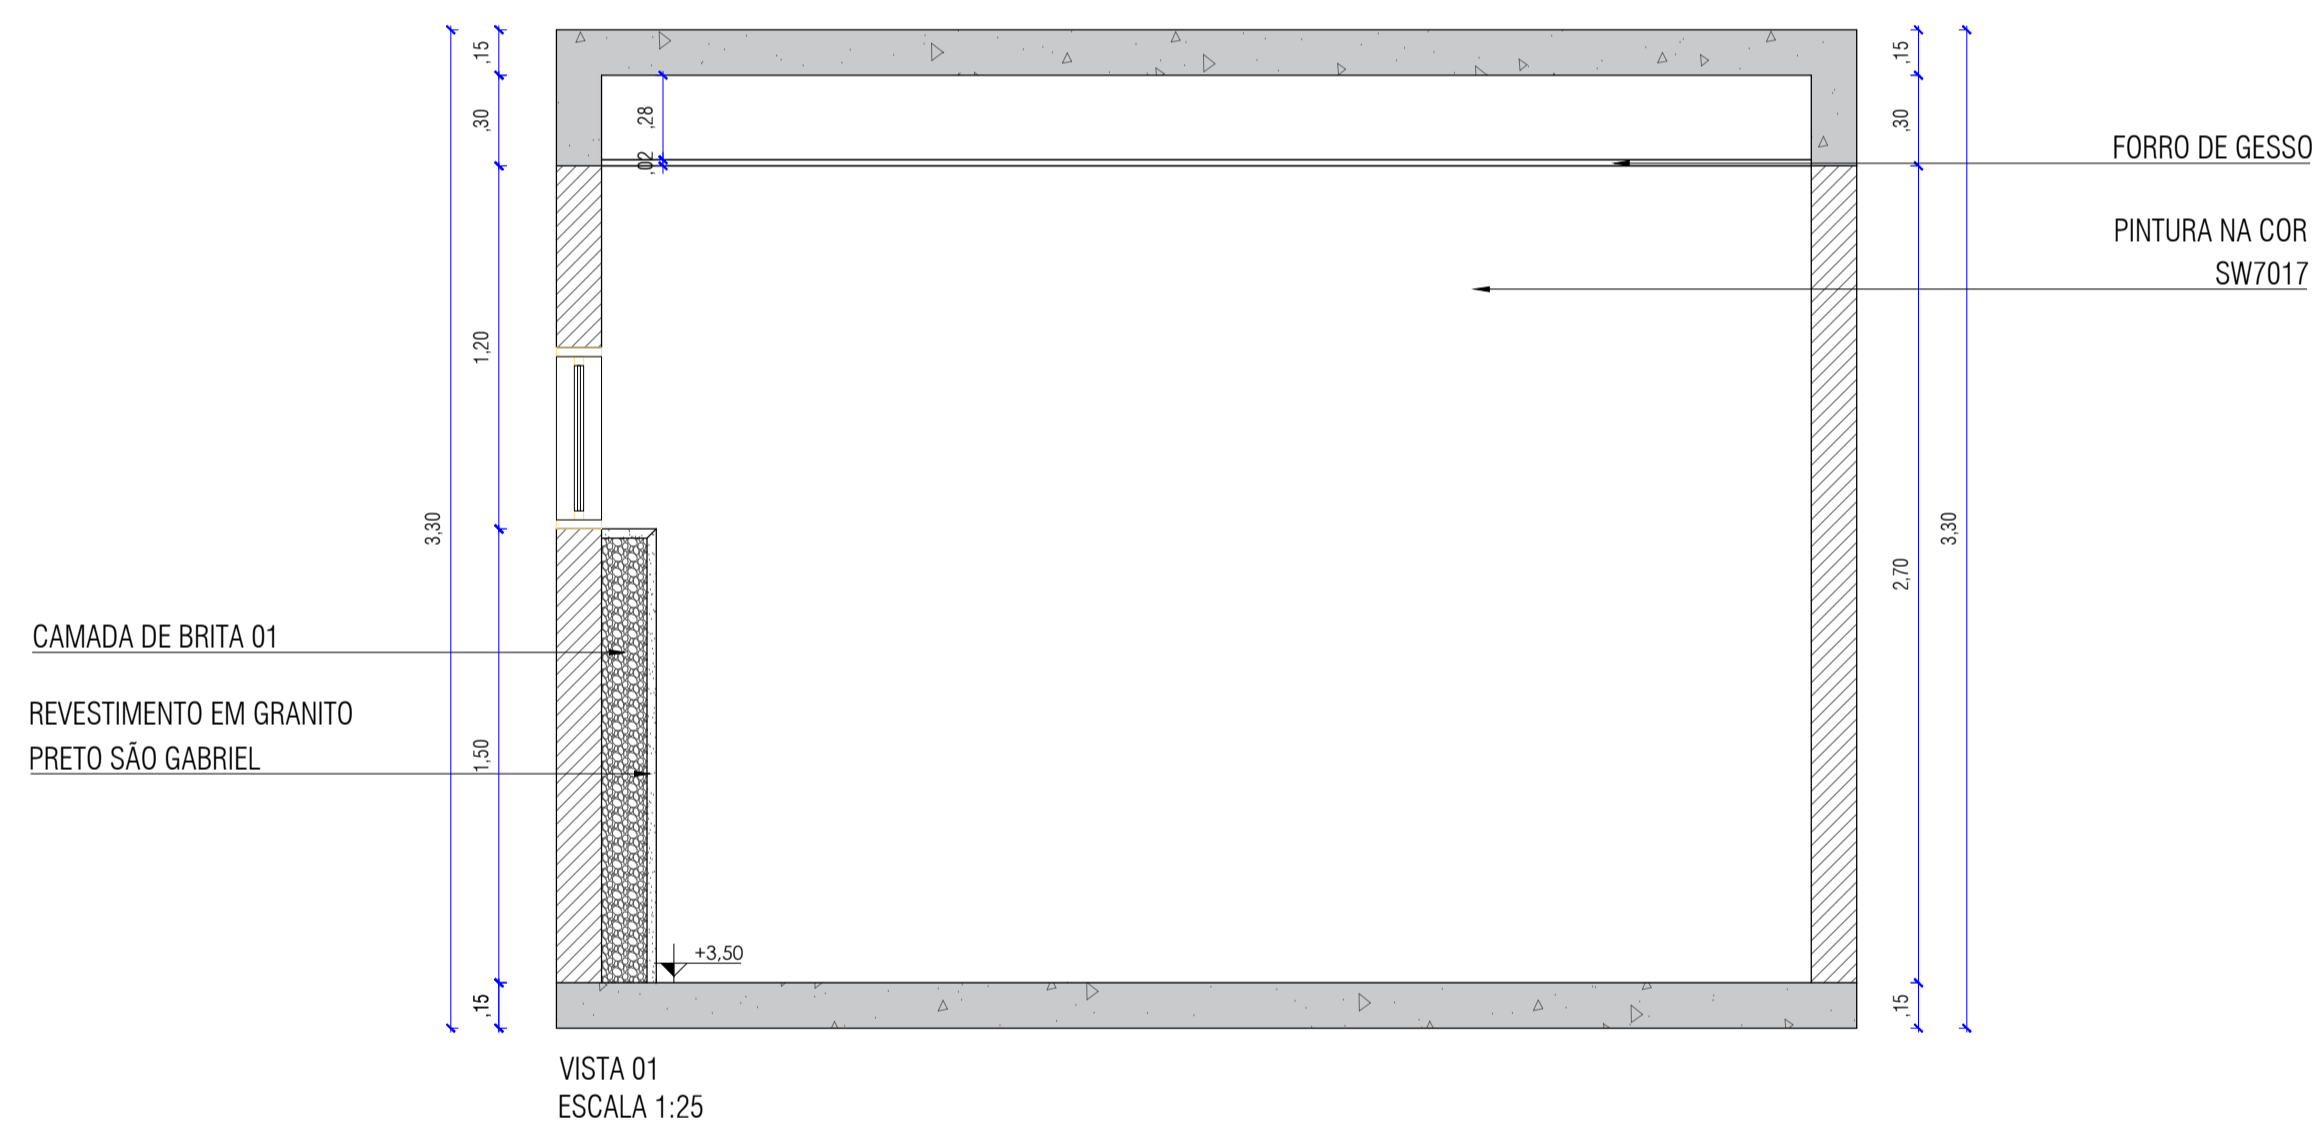 ,15
,15
,30
,28
,30
,02
FORRO DE GESSO
PINTURA NA COR
SW7017
1,20
3,30
3,30
2,70
CAMADA DE BRITA 01
REVESTIMENTO EM GRANITO
PRETO SÃO GABRIEL
1,50
+3,50
,15
,15
VISTA 01
ESCALA 1:25